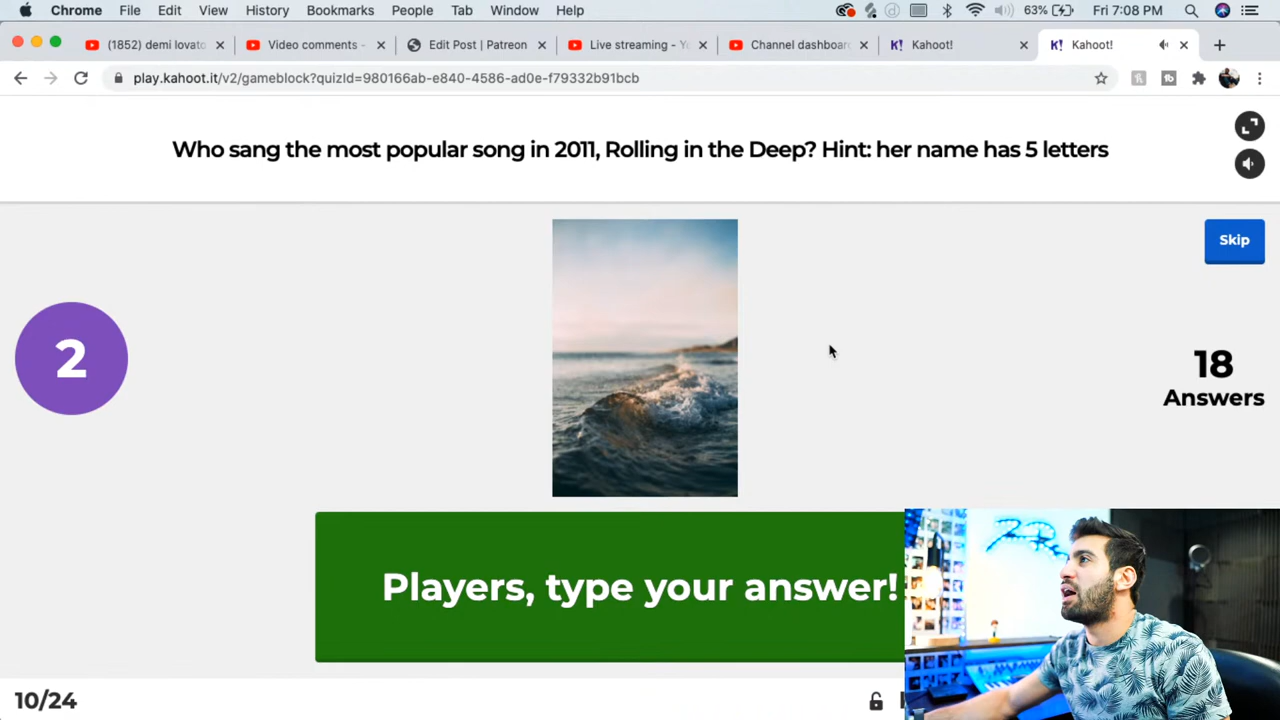 Chrome File Edit View History Bookmarks People Tab Window Help 63% Fri 7:08 PM
(1852) demi lovato Video comments - Edit Post | Patreon Live streaming - Channel dashboar Kahoot! Kahoot!
play.kahoot.it/v2/gameblock?quizId=980166ab-e840-4586-ad0e-f79332b91bcb
Who sang the most popular song in 2011, Rolling in the Deep? Hint: her name has 5 letters
Skip
2
18
Answers
Players, type your answer!
10/24